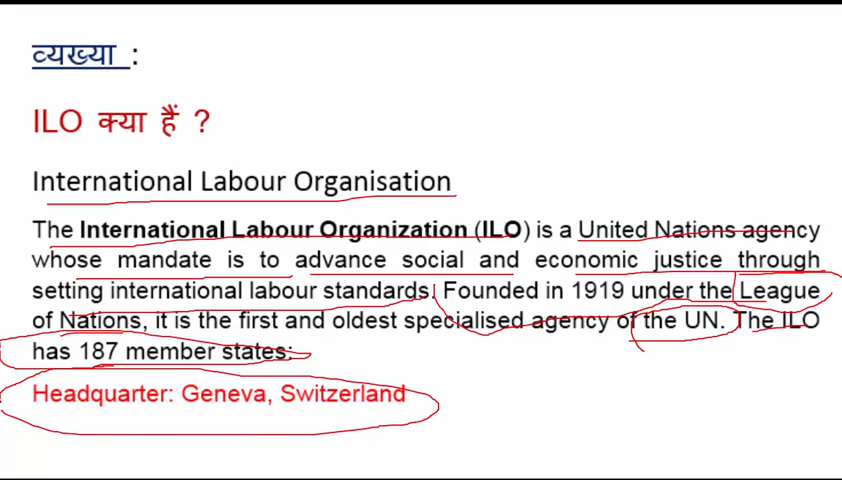 व्यख्या :
ILO क्या हैं ?
International Labour Organisation
The International Labour Organization (ILO) is a United Nations agency
whose mandate is to advance social and economic justice through
setting international labour standards. Founded in 1919 under the League
of Nations, it is the first and oldest specialised agency of the UN. The ILO
has 187 member states:
Headquarter: Geneva, Switzerland